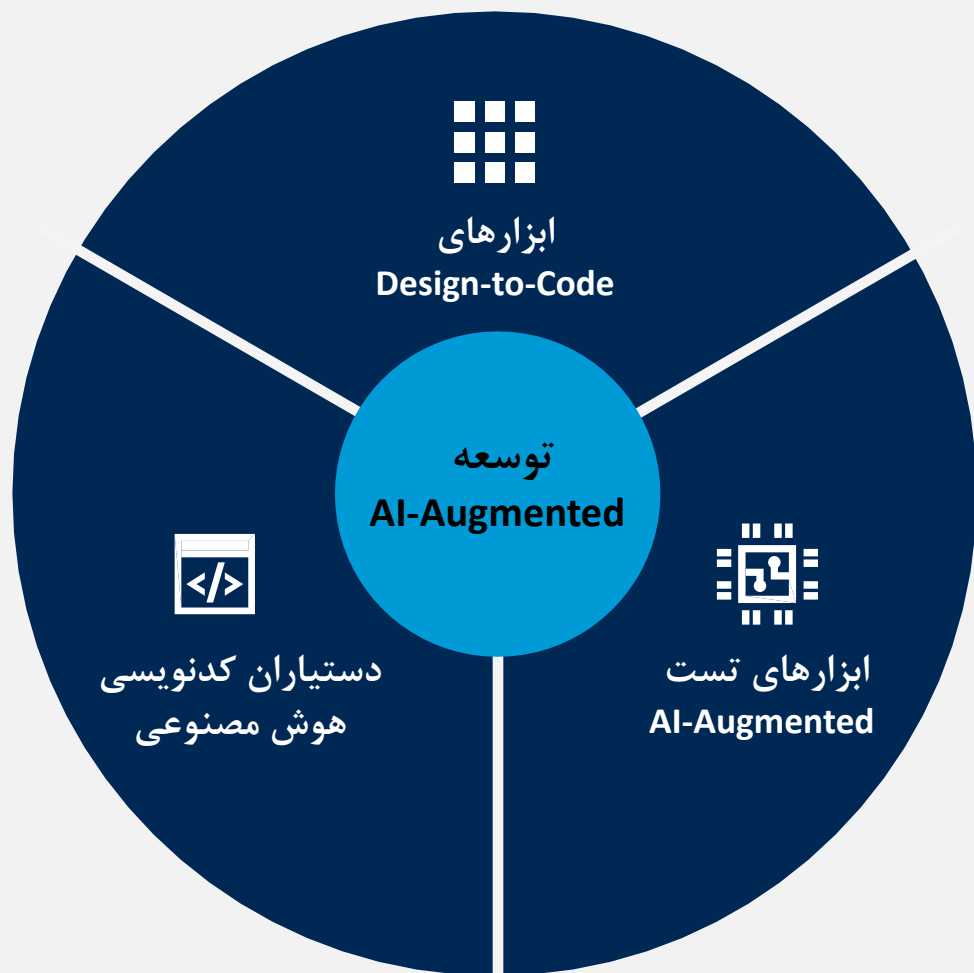 ابزارهای
Design-to-Code
توسعه
AI-Augmented
</>
دستیاران کدنویسی
هوش مصنوعی
ابزارهای تست
AI-Augmented